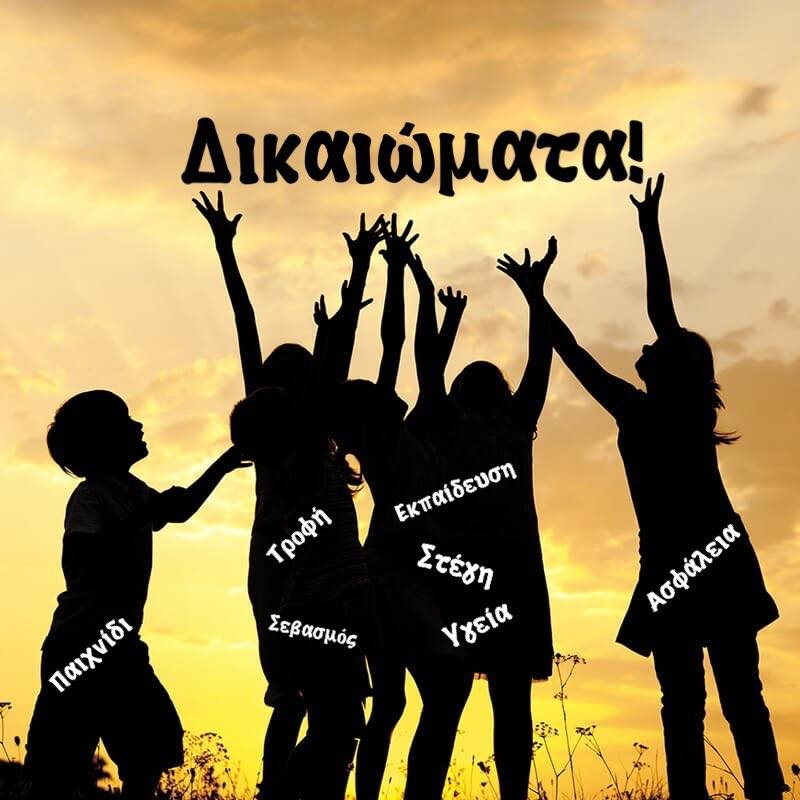 Δικαιώματα!
Εκπαίδευση
Τροφή
Στέγη
Ασφάλεια
Υγεία
Σεβασμός
Παιχνίδι